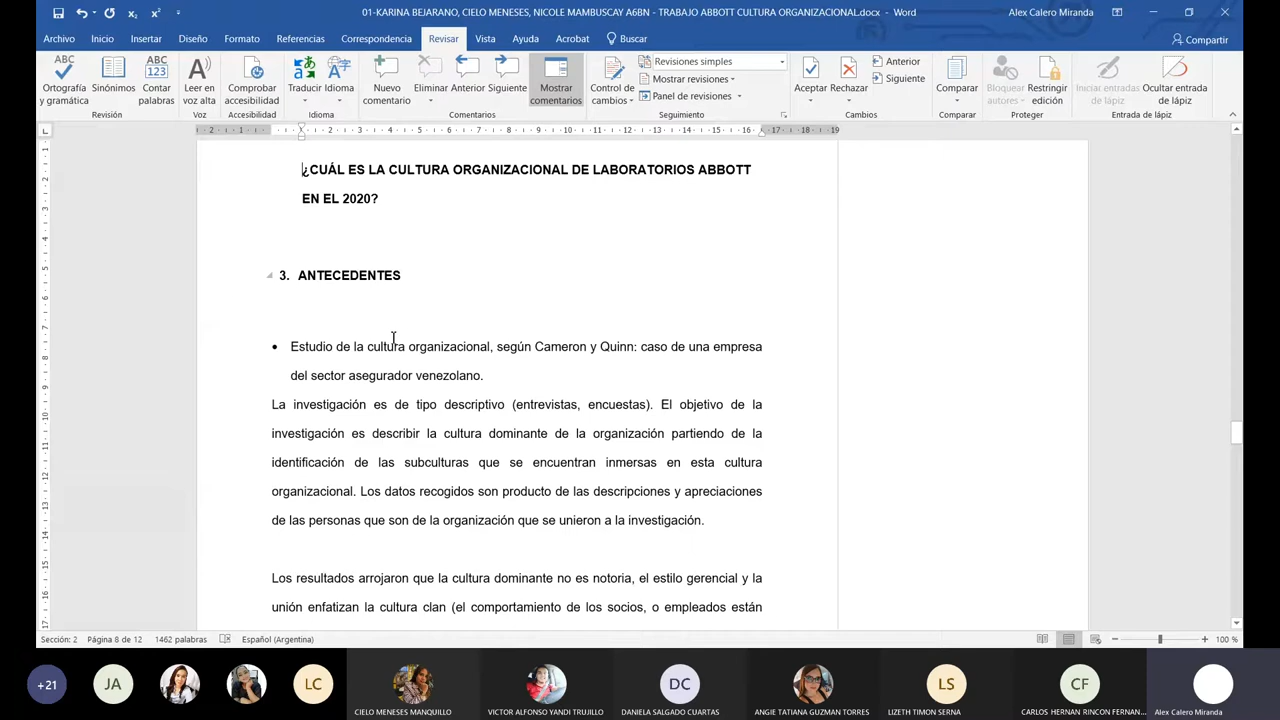 01-KARINA BEJARANO, CIELO MENESES, NICOLE MAMBUSCAY A6BN - TRABAJO ABBOTT CULTURA ORGANIZACIONAL.docx - Word
Alex Calero Miranda
Archivo Inicio Insertar Diseño Formato Referencias Correspondencia Revisar Vista Ayuda Acrobat Buscar
Compartir
Ortografía y gramática
Sinónimos
Contar palabras
Leer en voz alta
Comprobar accesibilidad
Traducir
Idioma
Nuevo comentario
Eliminar
Anterior
Siguiente
Mostrar comentarios
Control de cambios
Revisiones simples
Mostrar revisiones
Panel de revisiones
Aceptar
Rechazar
Anterior
Siguiente
Comparar
Bloquear autores
Restringir edición
Iniciar entradas de lápiz
Ocultar entrada de lápiz
Revisión Voz Accesibilidad Idioma Comentarios Seguimiento Cambios Comparar Proteger Entrada de lápiz
¿CUÁL ES LA CULTURA ORGANIZACIONAL DE LABORATORIOS ABBOTT
EN EL 2020?
3. ANTECEDENTES
• Estudio de la cultura organizacional, según Cameron y Quinn: caso de una empresa
del sector asegurador venezolano.
La investigación es de tipo descriptivo (entrevistas, encuestas). El objetivo de la
investigación es describir la cultura dominante de la organización partiendo de la
identificación de las subculturas que se encuentran inmersas en esta cultura
organizacional. Los datos recogidos son producto de las descripciones y apreciaciones
de las personas que son de la organización que se unieron a la investigación.
Los resultados arrojaron que la cultura dominante no es notoria, el estilo gerencial y la
unión enfatizan la cultura clan (el comportamiento de los socios, o empleados están
Sección: 2 Página 8 de 12 1462 palabras Español (Argentina) 100 %
+21 JA LC DC LS CF
CIELO MENESES MANQUILLO
VICTOR ALFONSO YANDI TRUJILLO
DANIELA SALGADO CUARTAS
ANGIE TATIANA GUZMAN TORRES
LIZETH TIMON SERNA
CARLOS HERNAN RINCON FERNAN...
Alex Calero Miranda